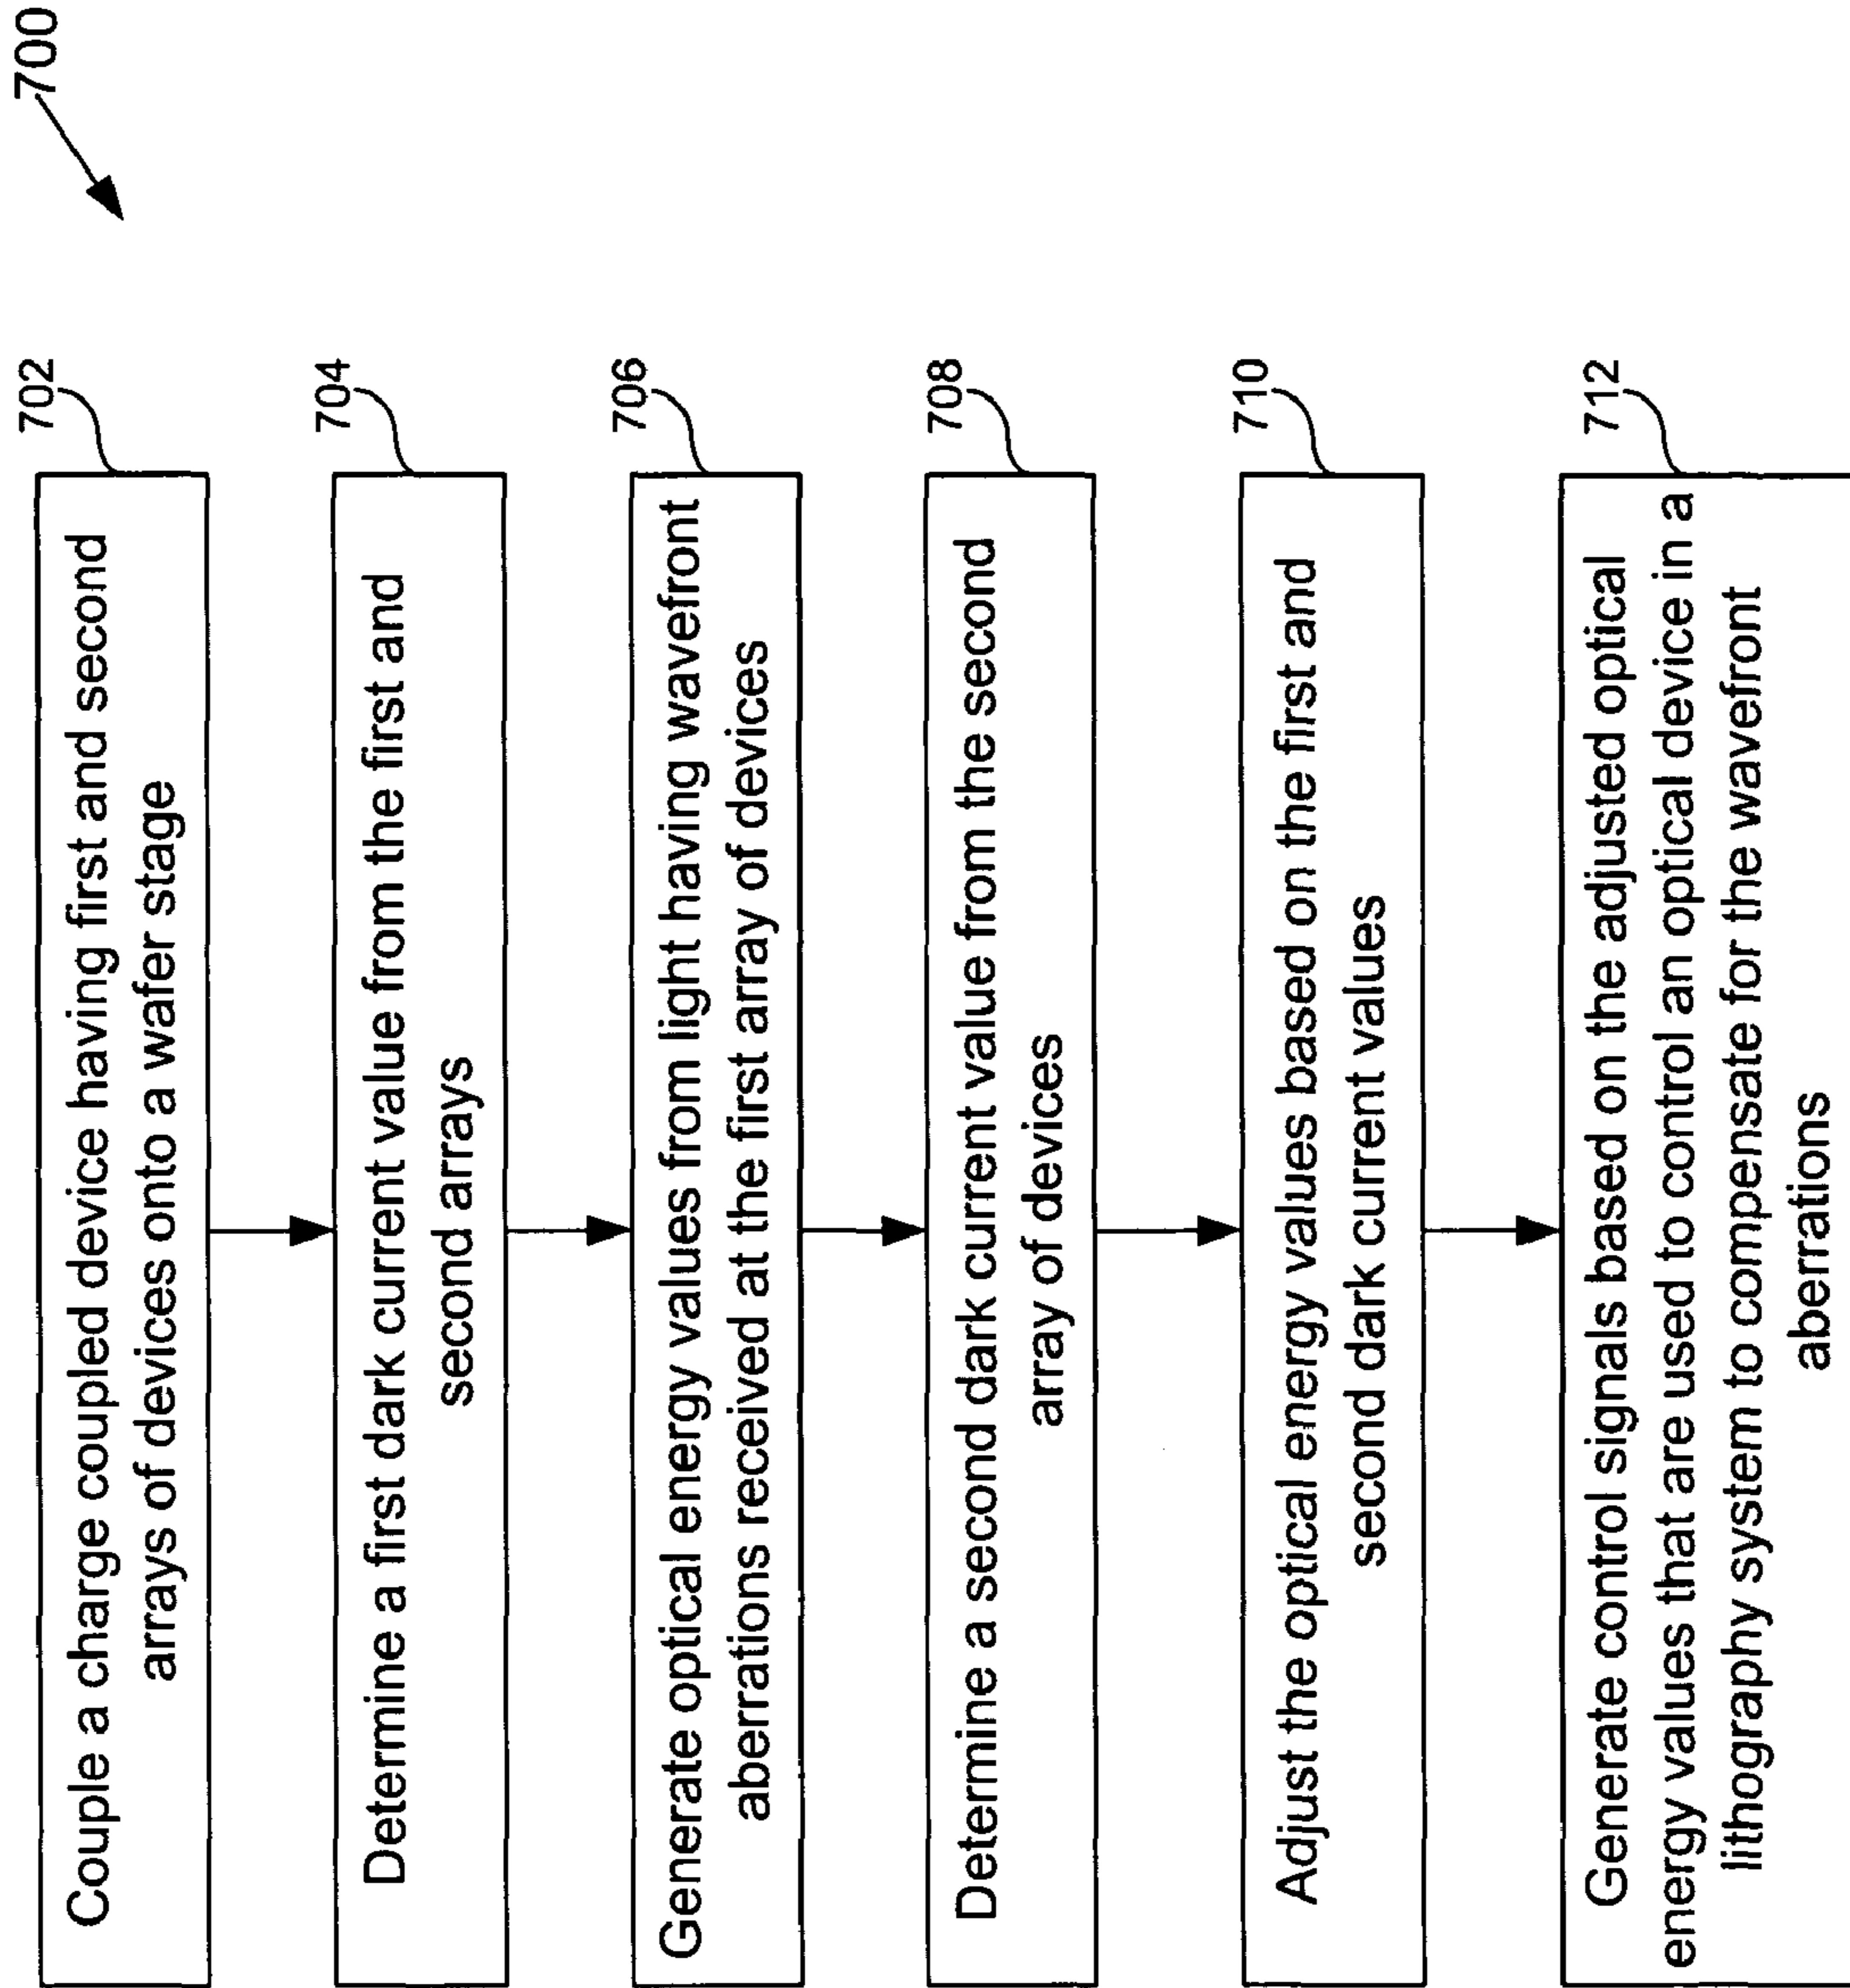 700
702
Couple a charge coupled device having first and second
arrays of devices onto a wafer stage
704
Determine a first dark current value from the first and
second arrays
706
Generate optical energy values from light having wavefront
aberrations received at the first array of devices
708
Determine a second dark current value from the second
array of devices
710
Adjust the optical energy values based on the first and
second dark current values
712
Generate control signals based on the adjusted optical
energy values that are used to control an optical device in a
lithography system to compensate for the wavefront
aberrations